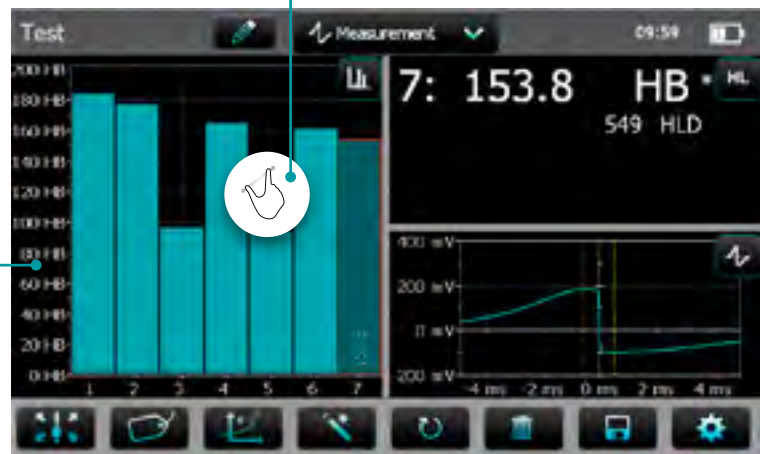 Test
Measurement
09:59
200 HB
180 HB
160 HB
140 HB
120 HB
100 HB
80 HB
60 HB
40 HB
20 HB
0 HB
1 2 3 4 5 6 7
7: 153.8 HB *
HL
549 HLD
400 mV
200 mV
0 mV
-200 mV
-4 ms -2 ms 0 ms 2 ms 4 ms